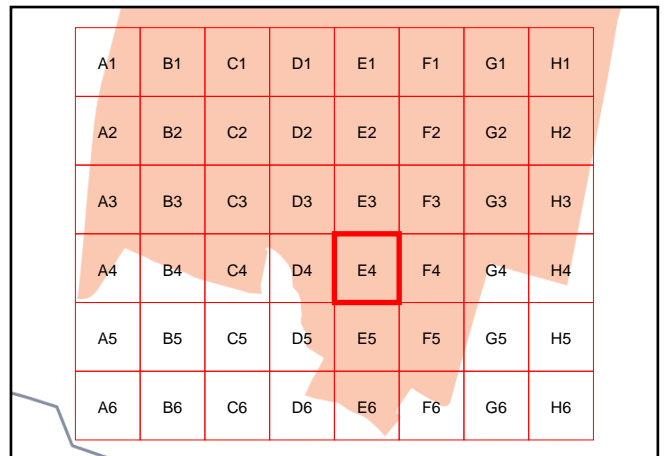 A1 B1 C1 D1 E1 F1 G1 H1
A2 B2 C2 D2 E2 F2 G2 H2
A3 B3 C3 D3 E3 F3 G3 H3
A4 B4 C4 D4 E4 F4 G4 H4
A5 B5 C5 D5 E5 F5 G5 H5
A6 B6 C6 D6 E6 F6 G6 H6